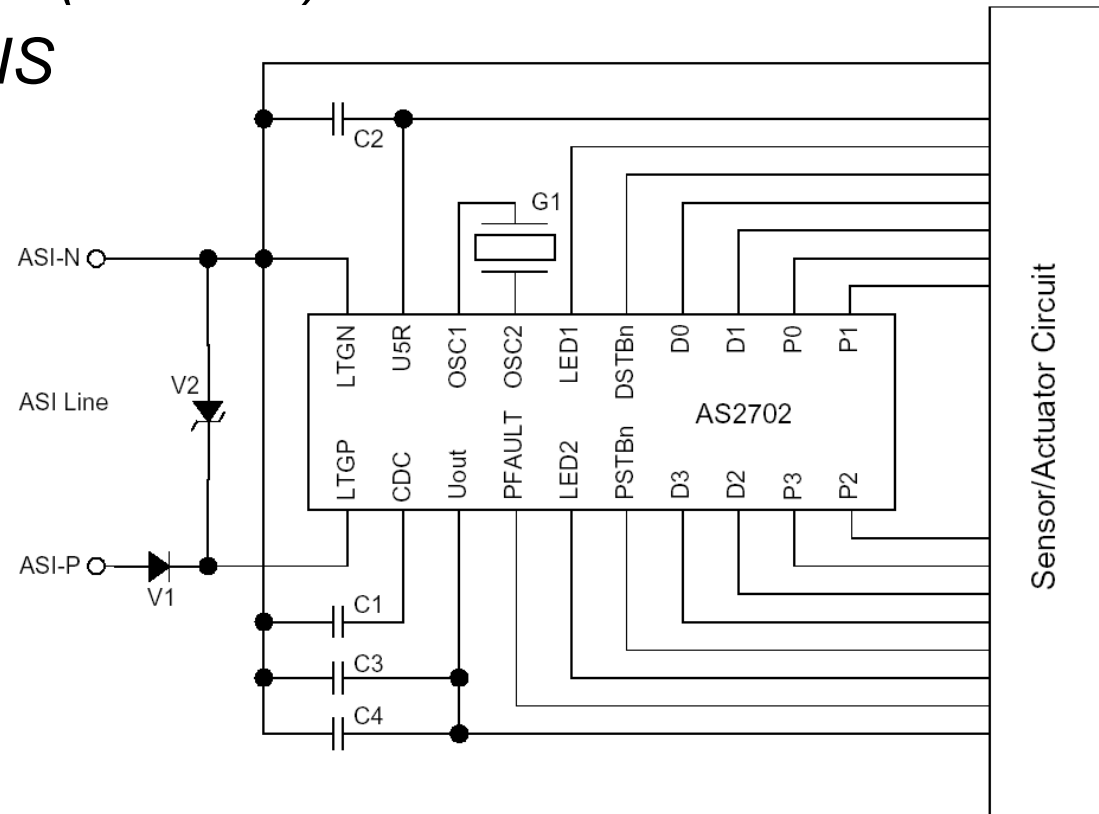 IS
C2
G1
ASI-N
LTGN
U5R
OSC1
OSC2
LED1
DSTBn
D0
D1
P0
P1
V2
ASI Line
AS2702
Sensor/Actuator Circuit
LTGP
CDC
Uout
PFAULT
LED2
PSTBn
D3
D2
P3
P2
ASI-P
V1
C1
C3
C4